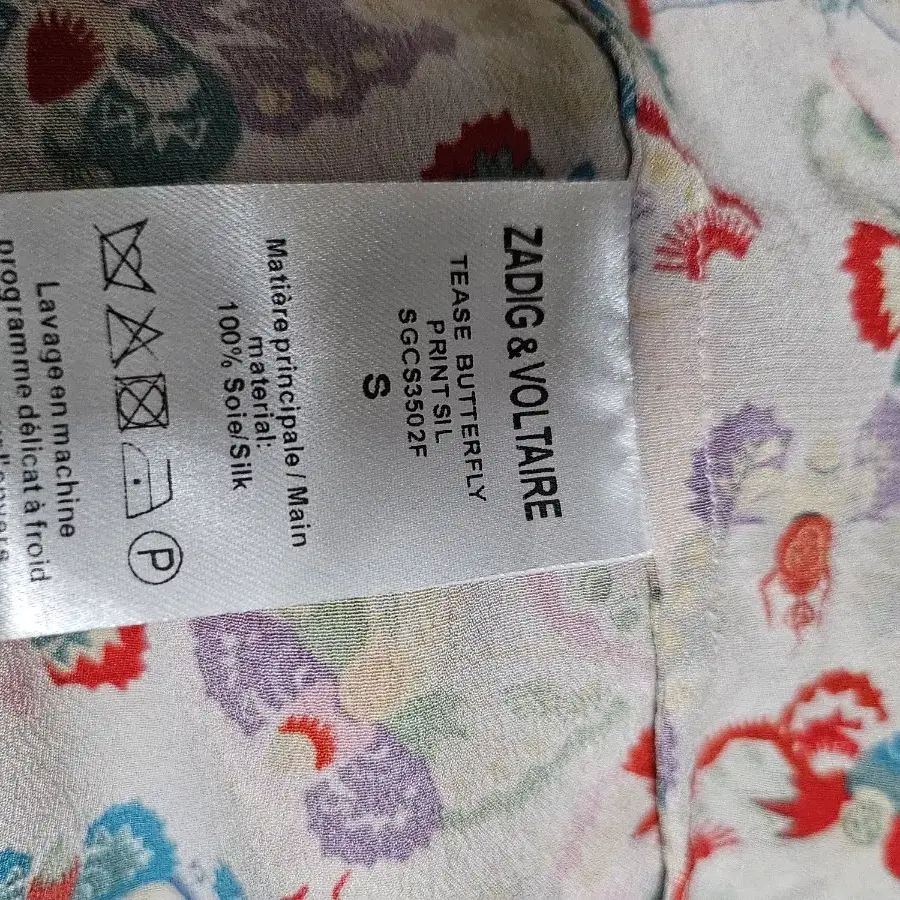 ZADIG & VOLTAIRE
TEASE BUTTERFLY
PRINT SIL
SGCS3502F
S
Matière principale / Main
material:
100% Soie/Silk
P
Lavage en machine
programme délicat à froid